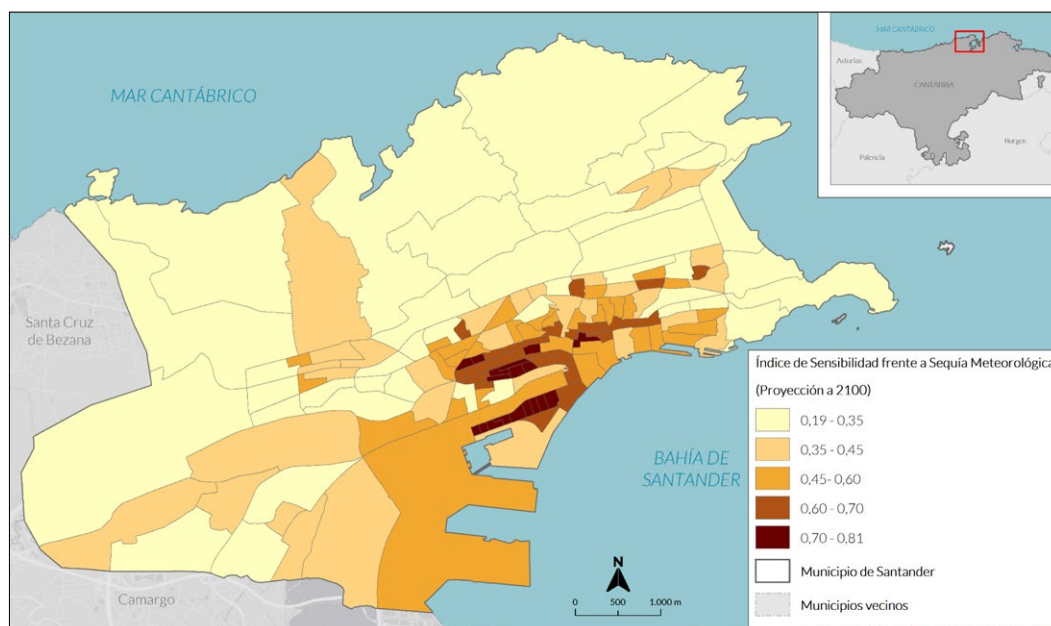 MAR CANTÁBRICO
MAR CANTÁBRICO
Asturias
CANTABRIA
Palencia
Burgos
Santa Cruz
de Bezana
BAHÍA DE
SANTANDER
Camargo
N
0 500 1.000 m
Índice de Sensibilidad frente a Sequía Meteorológica
(Proyección a 2100)
0,19 - 0,35
0,35 - 0,45
0,45- 0,60
0,60 - 0,70
0,70 - 0,81
Municipio de Santander
Municipios vecinos